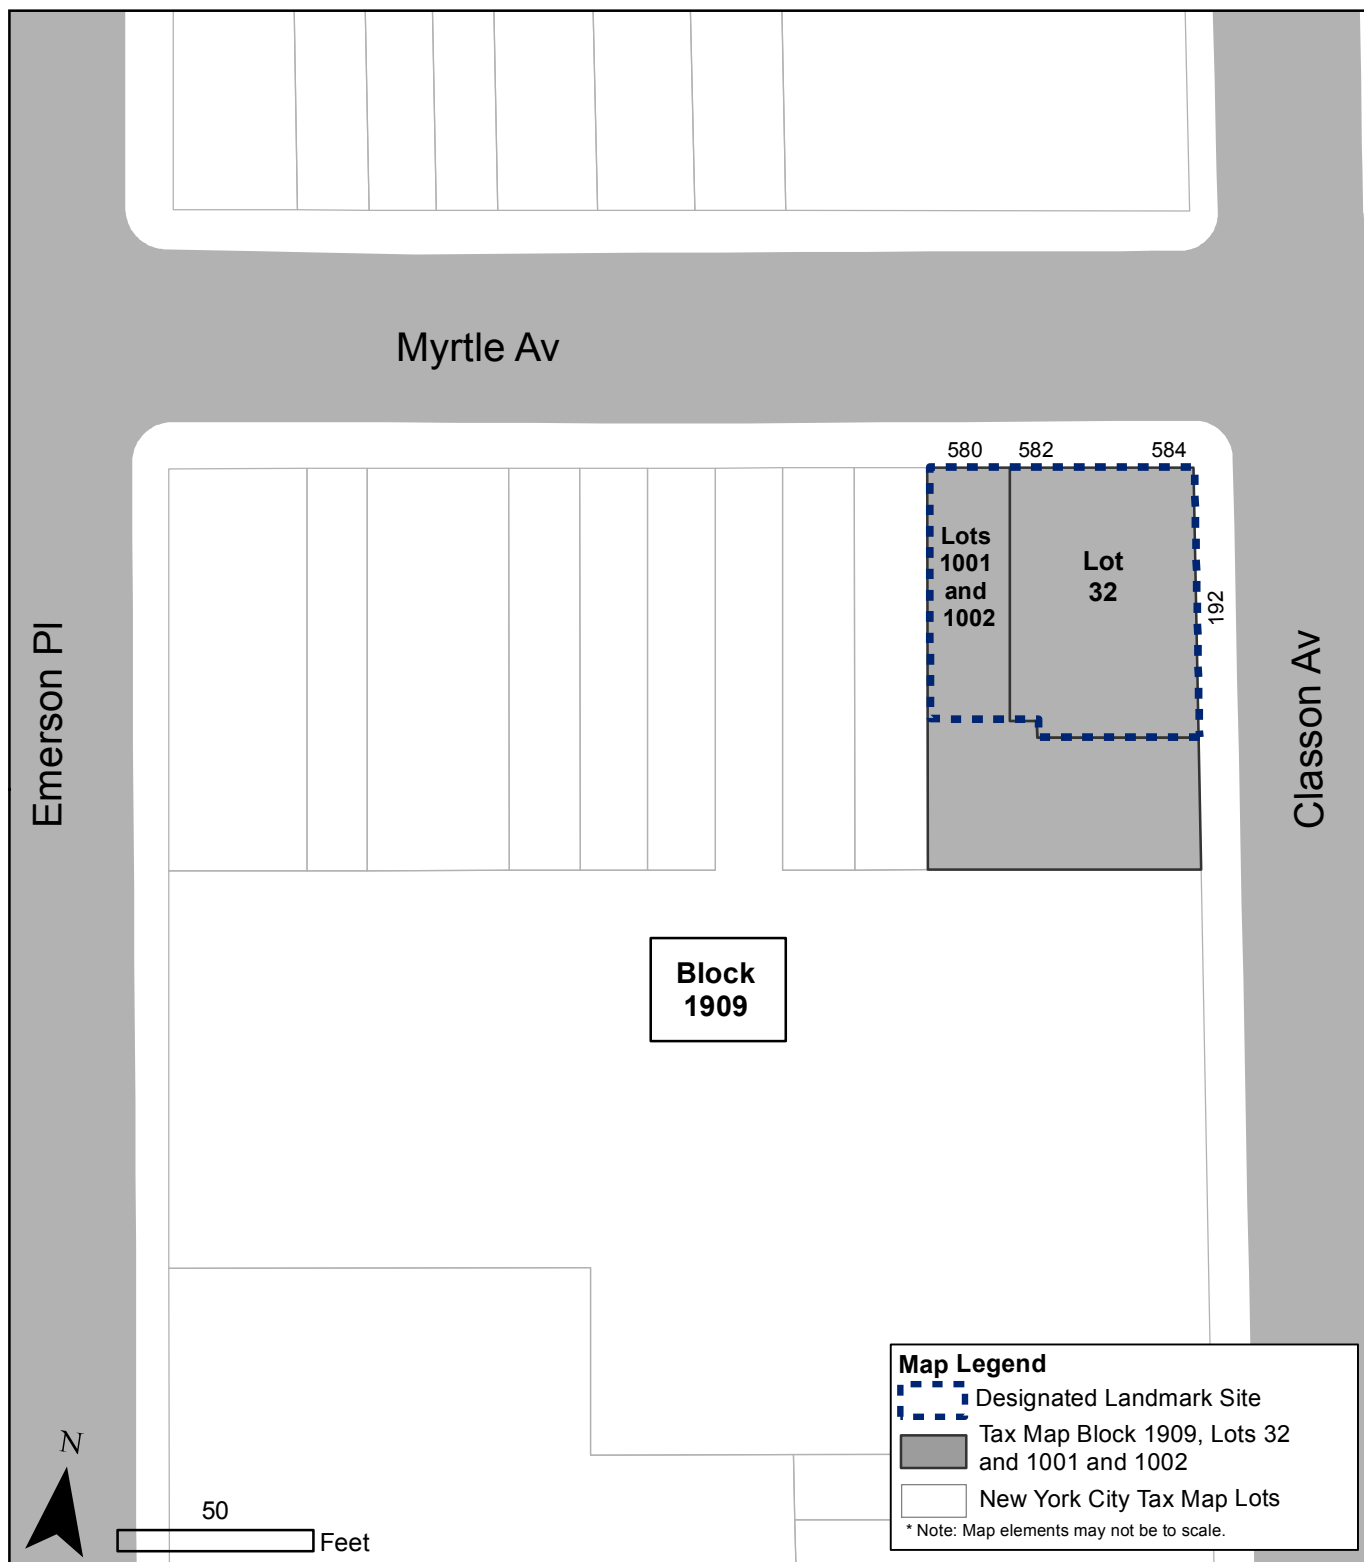 Myrtle Av
580
582
584
Lots
1001
and
1002
Lot
32
192
Emerson Pl
Classon Av
Block
1909
Map Legend
Designated Landmark Site
Tax Map Block 1909, Lots 32
and 1001 and 1002
New York City Tax Map Lots
* Note: Map elements may not be to scale.
N
50
Feet